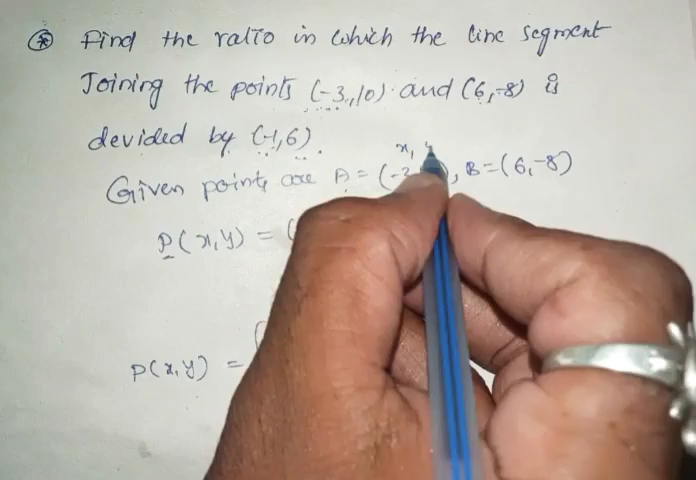 Find the ratio in which the line segment
Joining the points (-3,10) and (6,-8) is
devided by (-1,6).
x,
Given points are A = (-3 ), B = (6,-8)
P(x,y) = (
P(x,y) = (